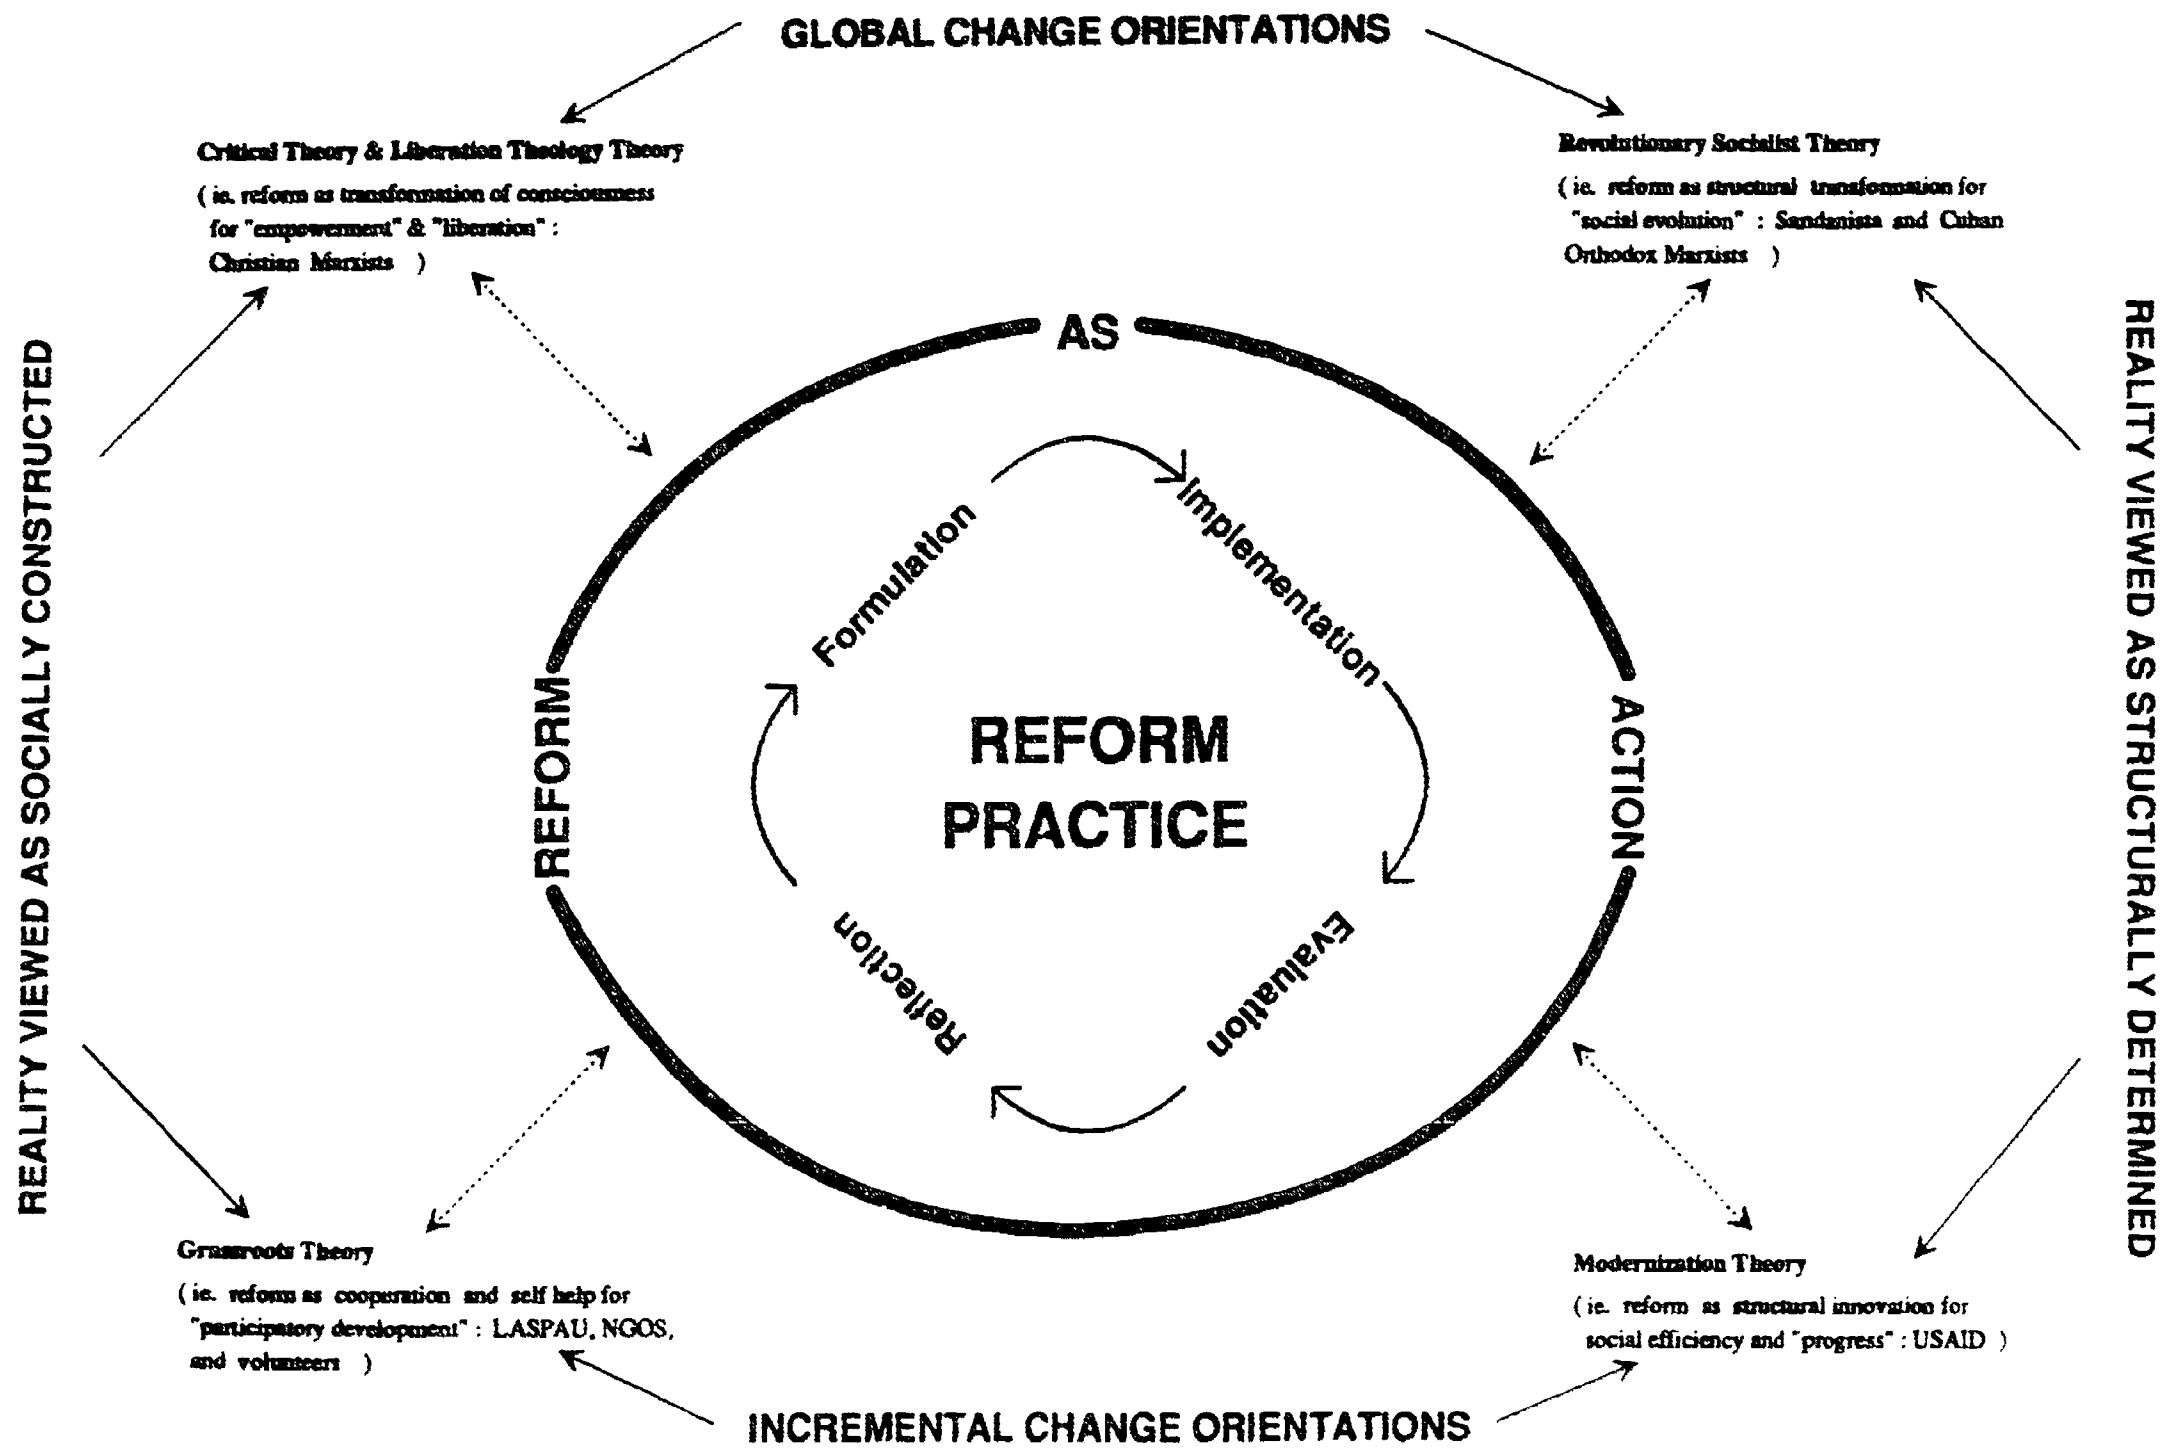 GLOBAL CHANGE ORIENTATIONS
Critical Theory & Liberation Theology Theory
( ie. reform as transformation of consciousness
for "empowerment" & "liberation" :
Christian Marxists )
Revolutionary Socialist Theory
( ie. reform as structural transformation for
"social evolution" : Sandanista and Cuban
Orthodox Marxists )
REALITY VIEWED AS SOCIALLY CONSTRUCTED
REALITY VIEWED AS STRUCTURALLY DETERMINED
REFORM
AS
ACTION
Formulation
Implementation
REFORM
PRACTICE
Evaluation
Reflection
Grassroots Theory
( ie. reform as cooperation and self help for
"participatory development" : LASPAU, NGOS,
and volunteers )
Modernization Theory
( ie. reform as structural innovation for
social efficiency and "progress" : USAID )
INCREMENTAL CHANGE ORIENTATIONS